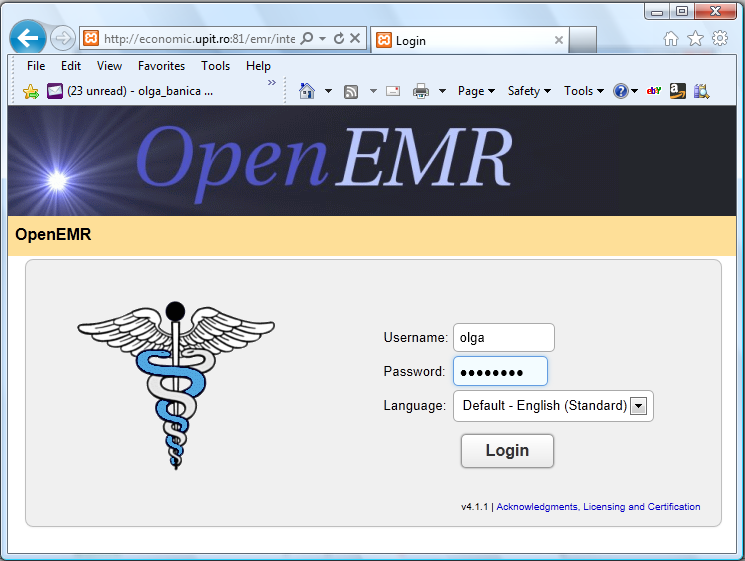 http://economic.upit.ro:81/emr/inte
Login
File Edit View Favorites Tools Help
(23 unread) - olga_banica ...
Page Safety Tools
ebY
a
OpenEMR
OpenEMR
Username: olga
Password: ●●●●●●●●
Language: Default - English (Standard)
Login
v4.1.1 | Acknowledgments, Licensing and Certification